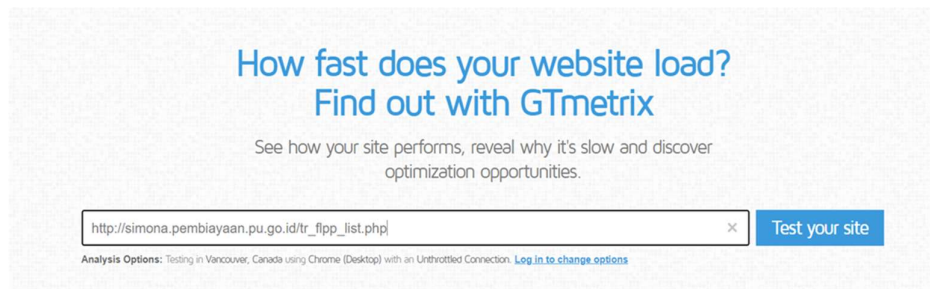 How fast does your website load?
Find out with GTmetrix
See how your site performs, reveal why it's slow and discover
optimization opportunities.
http://simona.pembiayaan.pu.go.id/tr_flpp_list.php
Test your site
Analysis Options: Testing in Vancouver, Canada using Chrome (Desktop) with an Unthrottled Connection. Log in to change options